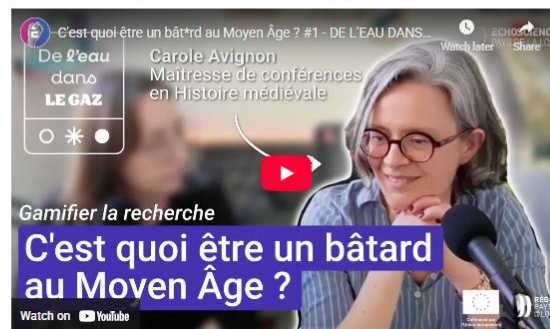 C'est quoi être un bât*rd au Moyen Âge ? #1 - DE L'EAU DANS...
Watch later
Share
De l'eau
dans
LE GAZ
Carole Avignon
Maîtresse de conférences
en Histoire médiévale
Gamifier la recherche
C'est quoi être un bâtard
au Moyen Âge ?
Watch on YouTube